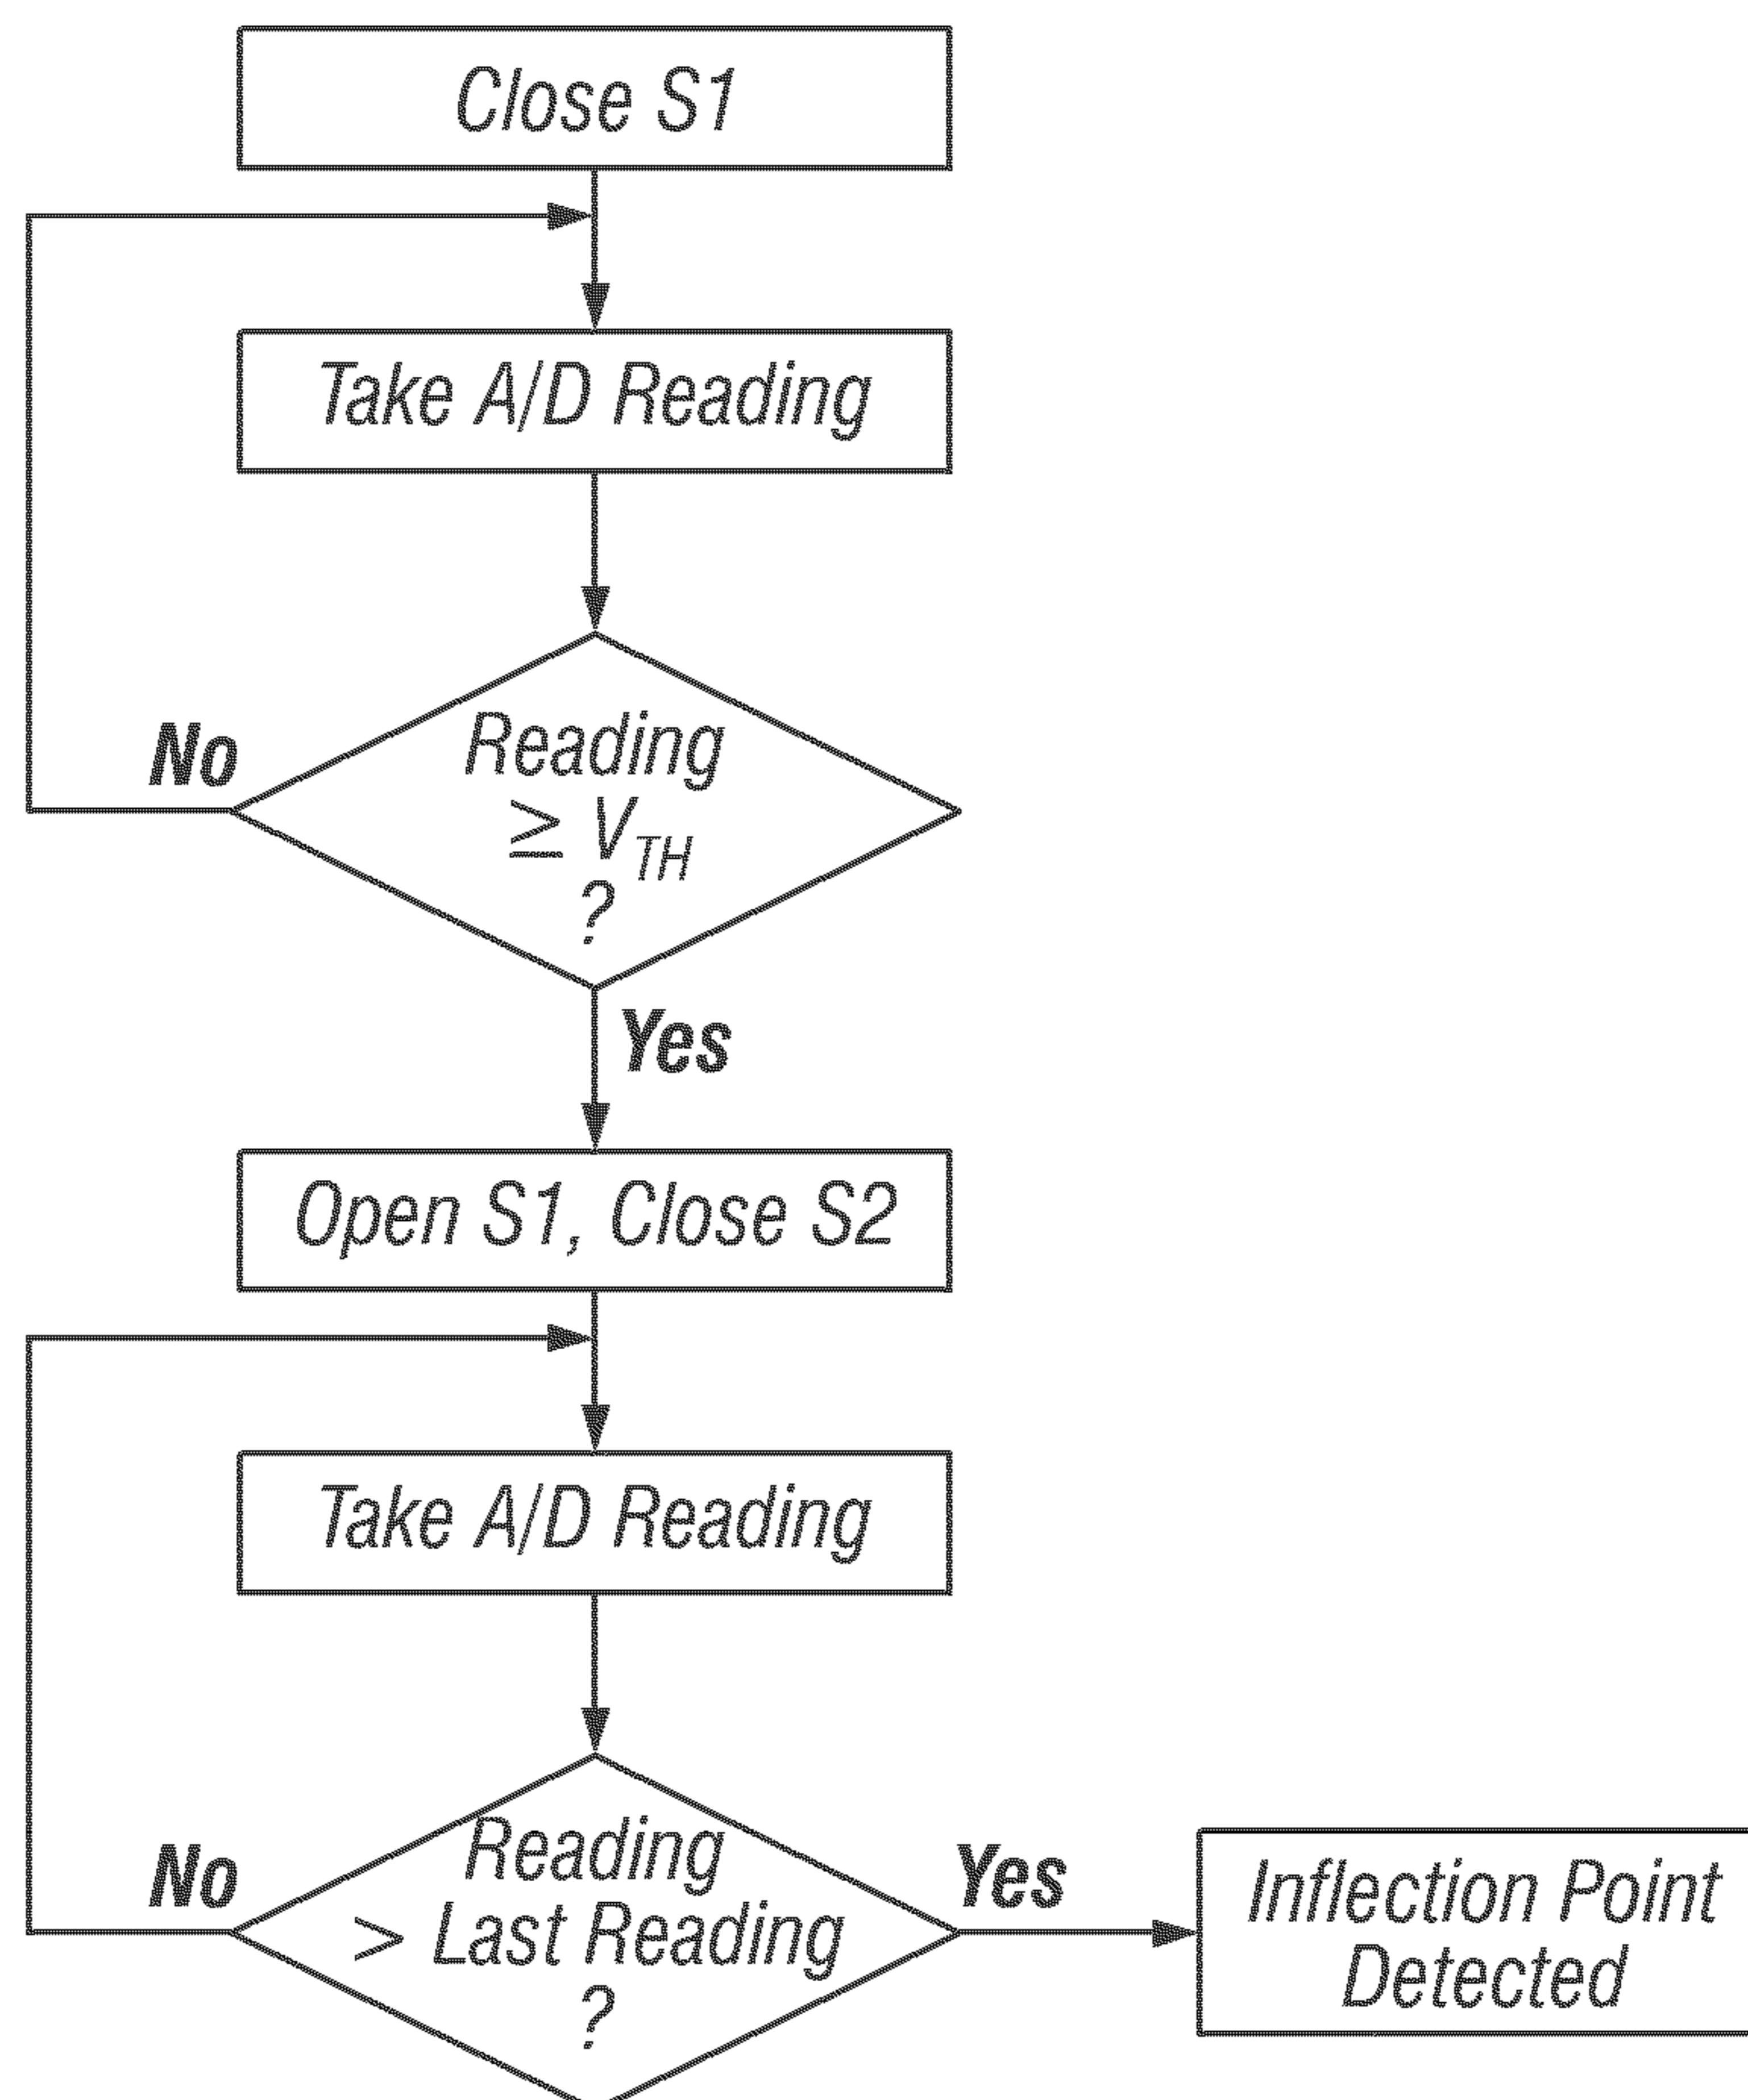 Close S1
Take A/D Reading
No
Reading
≥ V_TH
?
Yes
Open S1, Close S2
Take A/D Reading
No
Reading
> Last Reading
?
Yes
Inflection Point
Detected